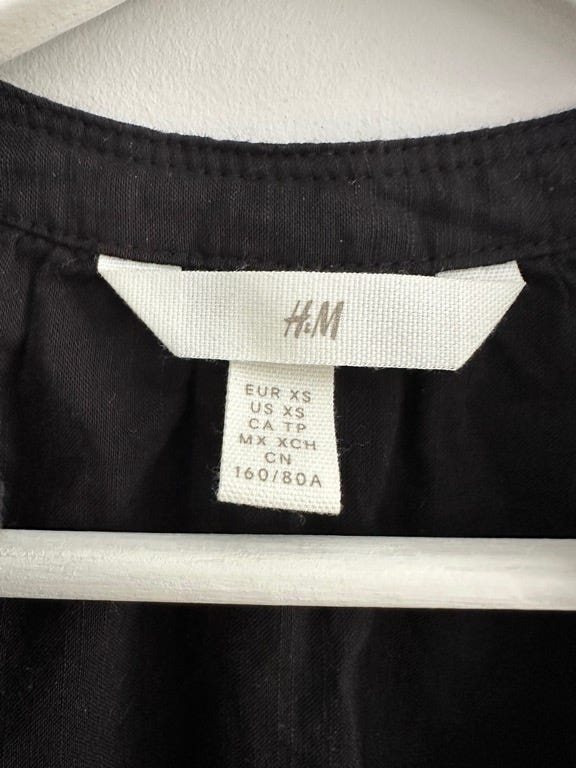 H&M
EUR XS
US XS
CA TP
MX XCH
CN
160/80A